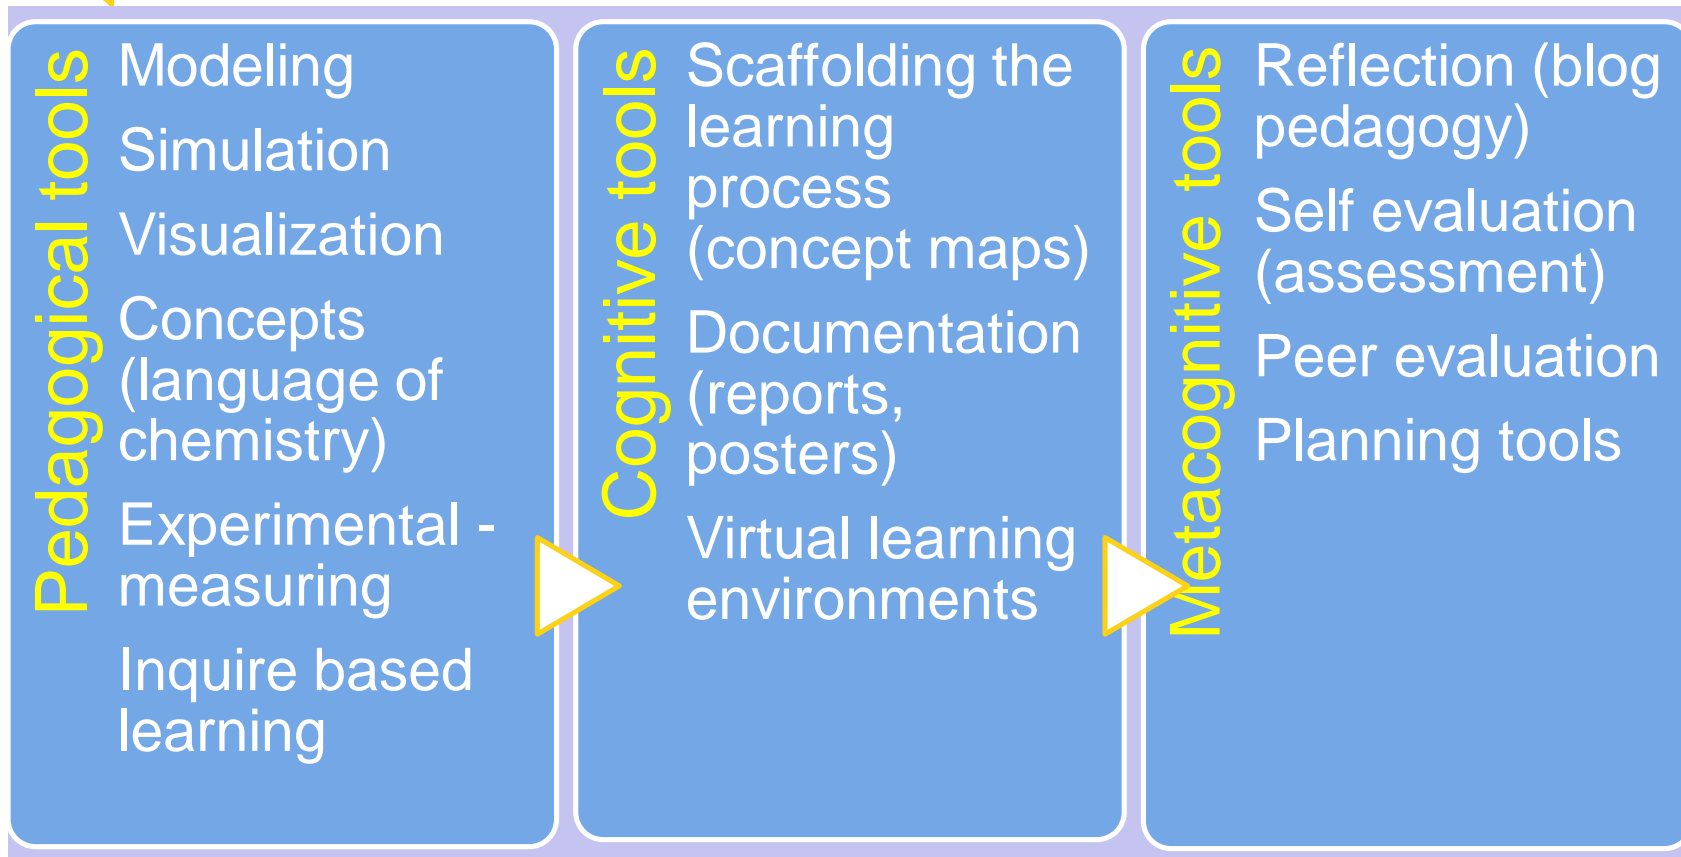 Pedagogical tools
Modeling
Simulation
Visualization
Concepts
(language of
chemistry)
Experimental -
measuring
Inquire based
learning
Cognitive tools
Scaffolding the
learning
process
(concept maps)
Documentation
(reports,
posters)
Virtual learning
environments
Metacognitive tools
Reflection (blog
pedagogy)
Self evaluation
(assessment)
Peer evaluation
Planning tools